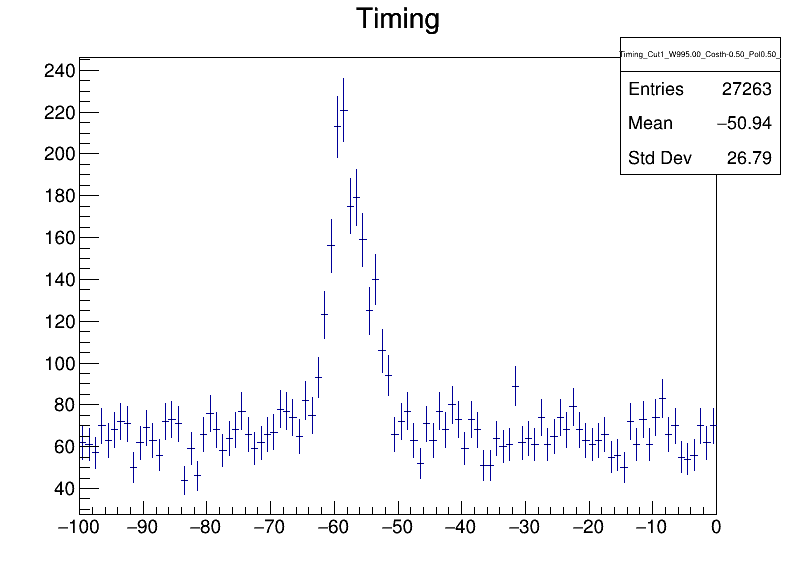 Timing
Timing_Cut1_W995.00_Costh-0.50_Pol0.50_
Entries 27263
Mean −50.94
Std Dev 26.79
240
220
200
180
160
140
120
100
80
60
40
−100 −90 −80 −70 −60 −50 −40 −30 −20 −10 0